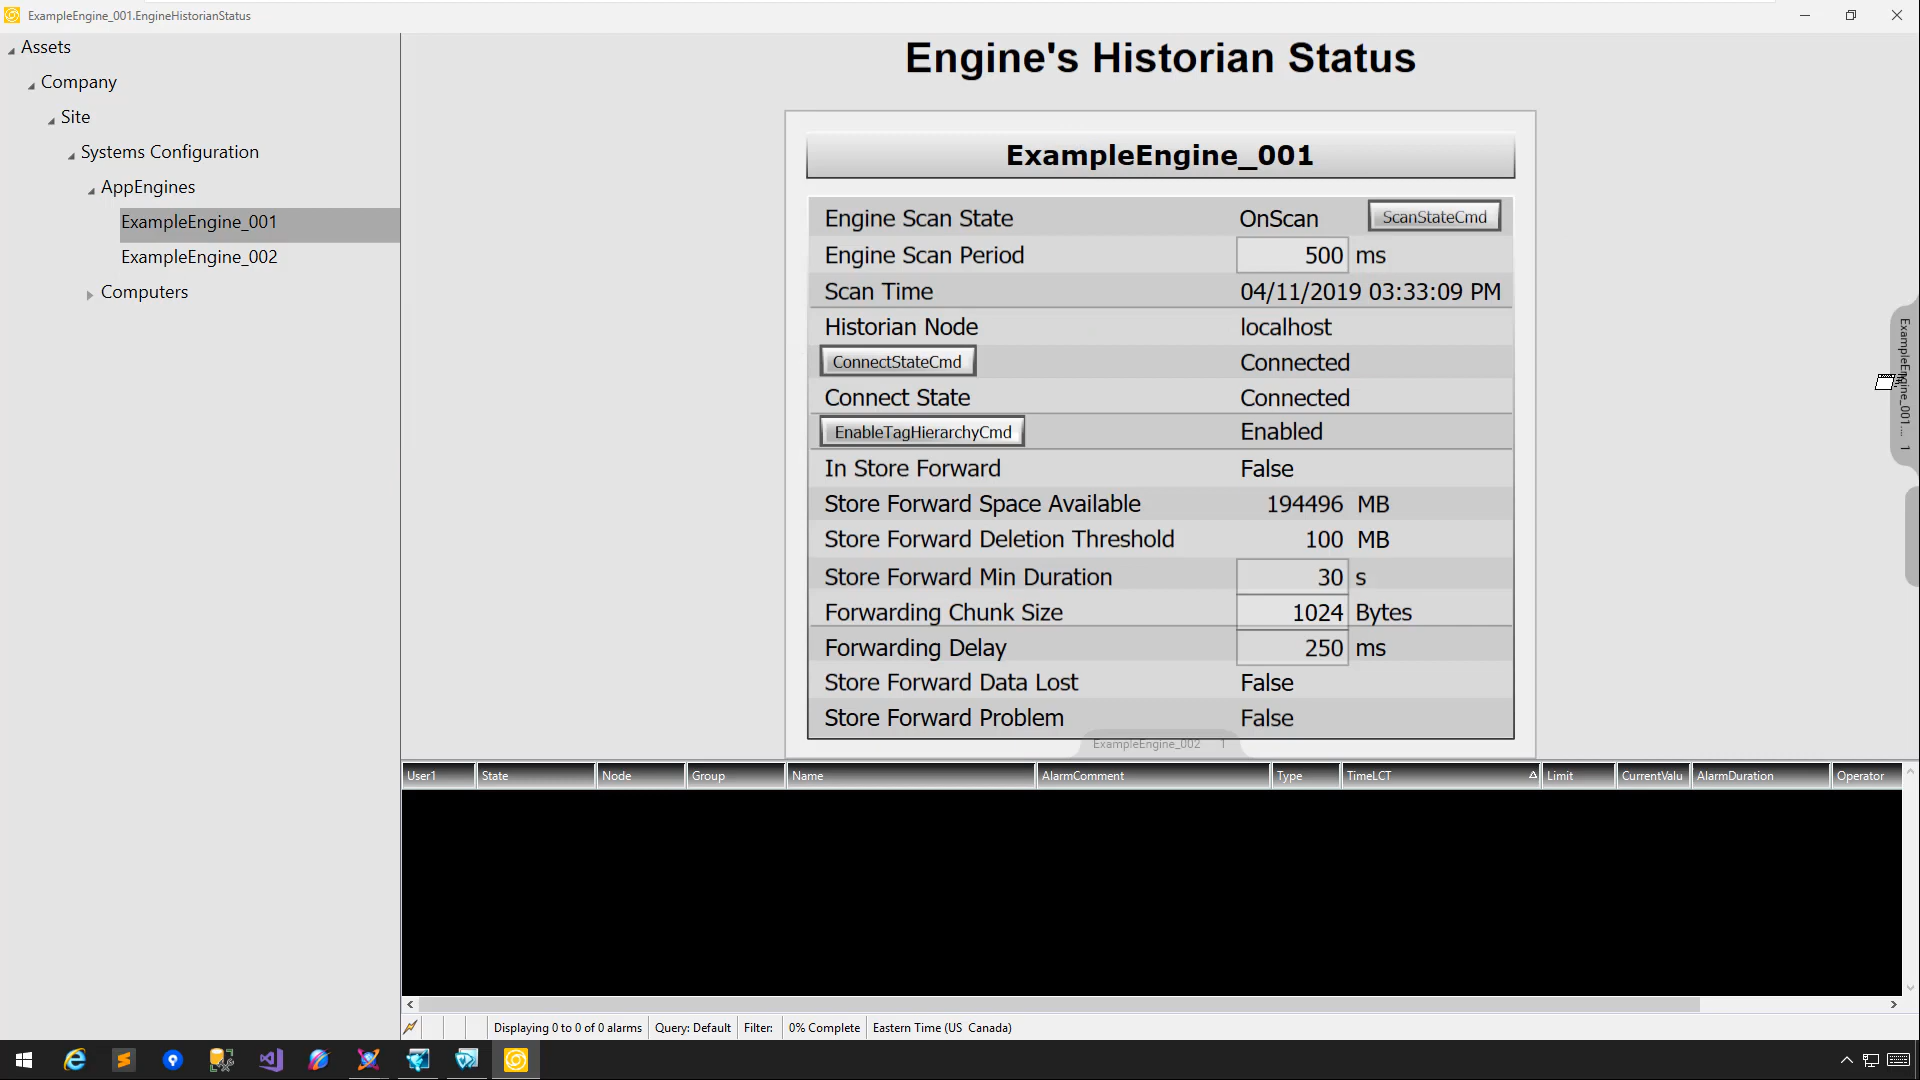 ExampleEngine_001.EngineHistorianStatus
Assets
Company
Site
Systems Configuration
AppEngines
ExampleEngine_001
ExampleEngine_002
Computers
Engine's Historian Status
ExampleEngine_001
Engine Scan State OnScan ScanStateCmd
Engine Scan Period 500 ms
Scan Time 04/11/2019 03:33:09 PM
Historian Node localhost
ConnectStateCmd Connected
Connect State Connected
EnableTagHierarchyCmd Enabled
In Store Forward False
Store Forward Space Available 194496 MB
Store Forward Deletion Threshold 100 MB
Store Forward Min Duration 30 s
Forwarding Chunk Size 1024 Bytes
Forwarding Delay 250 ms
Store Forward Data Lost False
Store Forward Problem False
ExampleEngine_002 1
ExampleEngine_001... 1
User1 State Node Group Name AlarmComment Type TimeLCT Limit CurrentValu AlarmDuration Operator
Displaying 0 to 0 of 0 alarms Query: Default Filter: 0% Complete Eastern Time (US Canada)